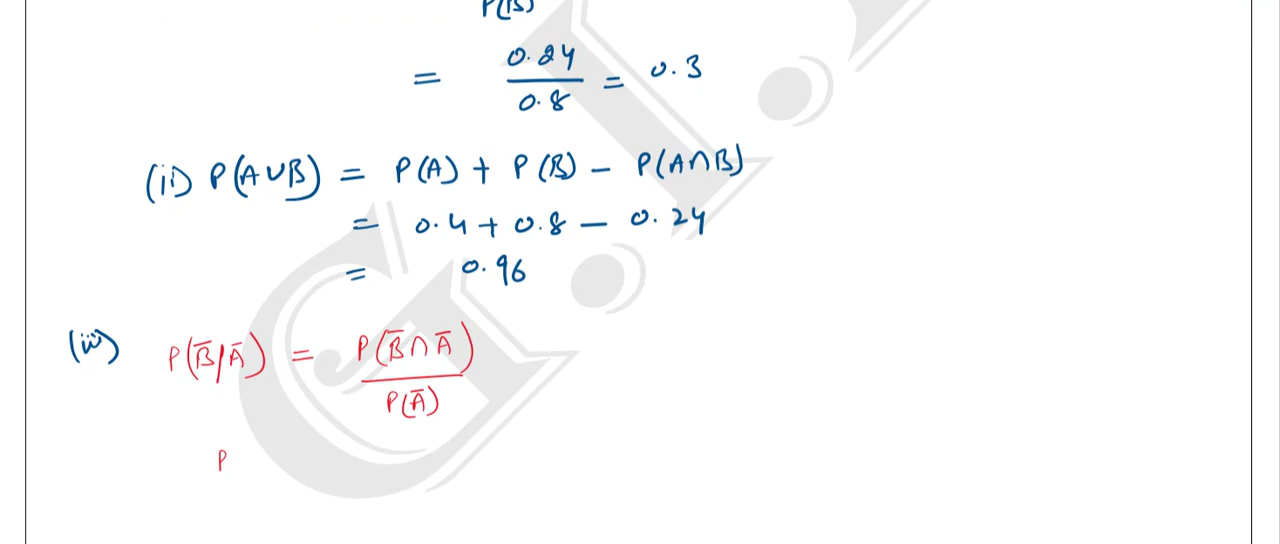 P(B)
= 0.24 / 0.8 = 0.3
(ii) P(A∪B) = P(A) + P(B) − P(A∩B)
= 0.4 + 0.8 − 0.24
= 0.96
(iii) P(B̅/A̅) = P(B̅∩A̅) / P(A̅)
P